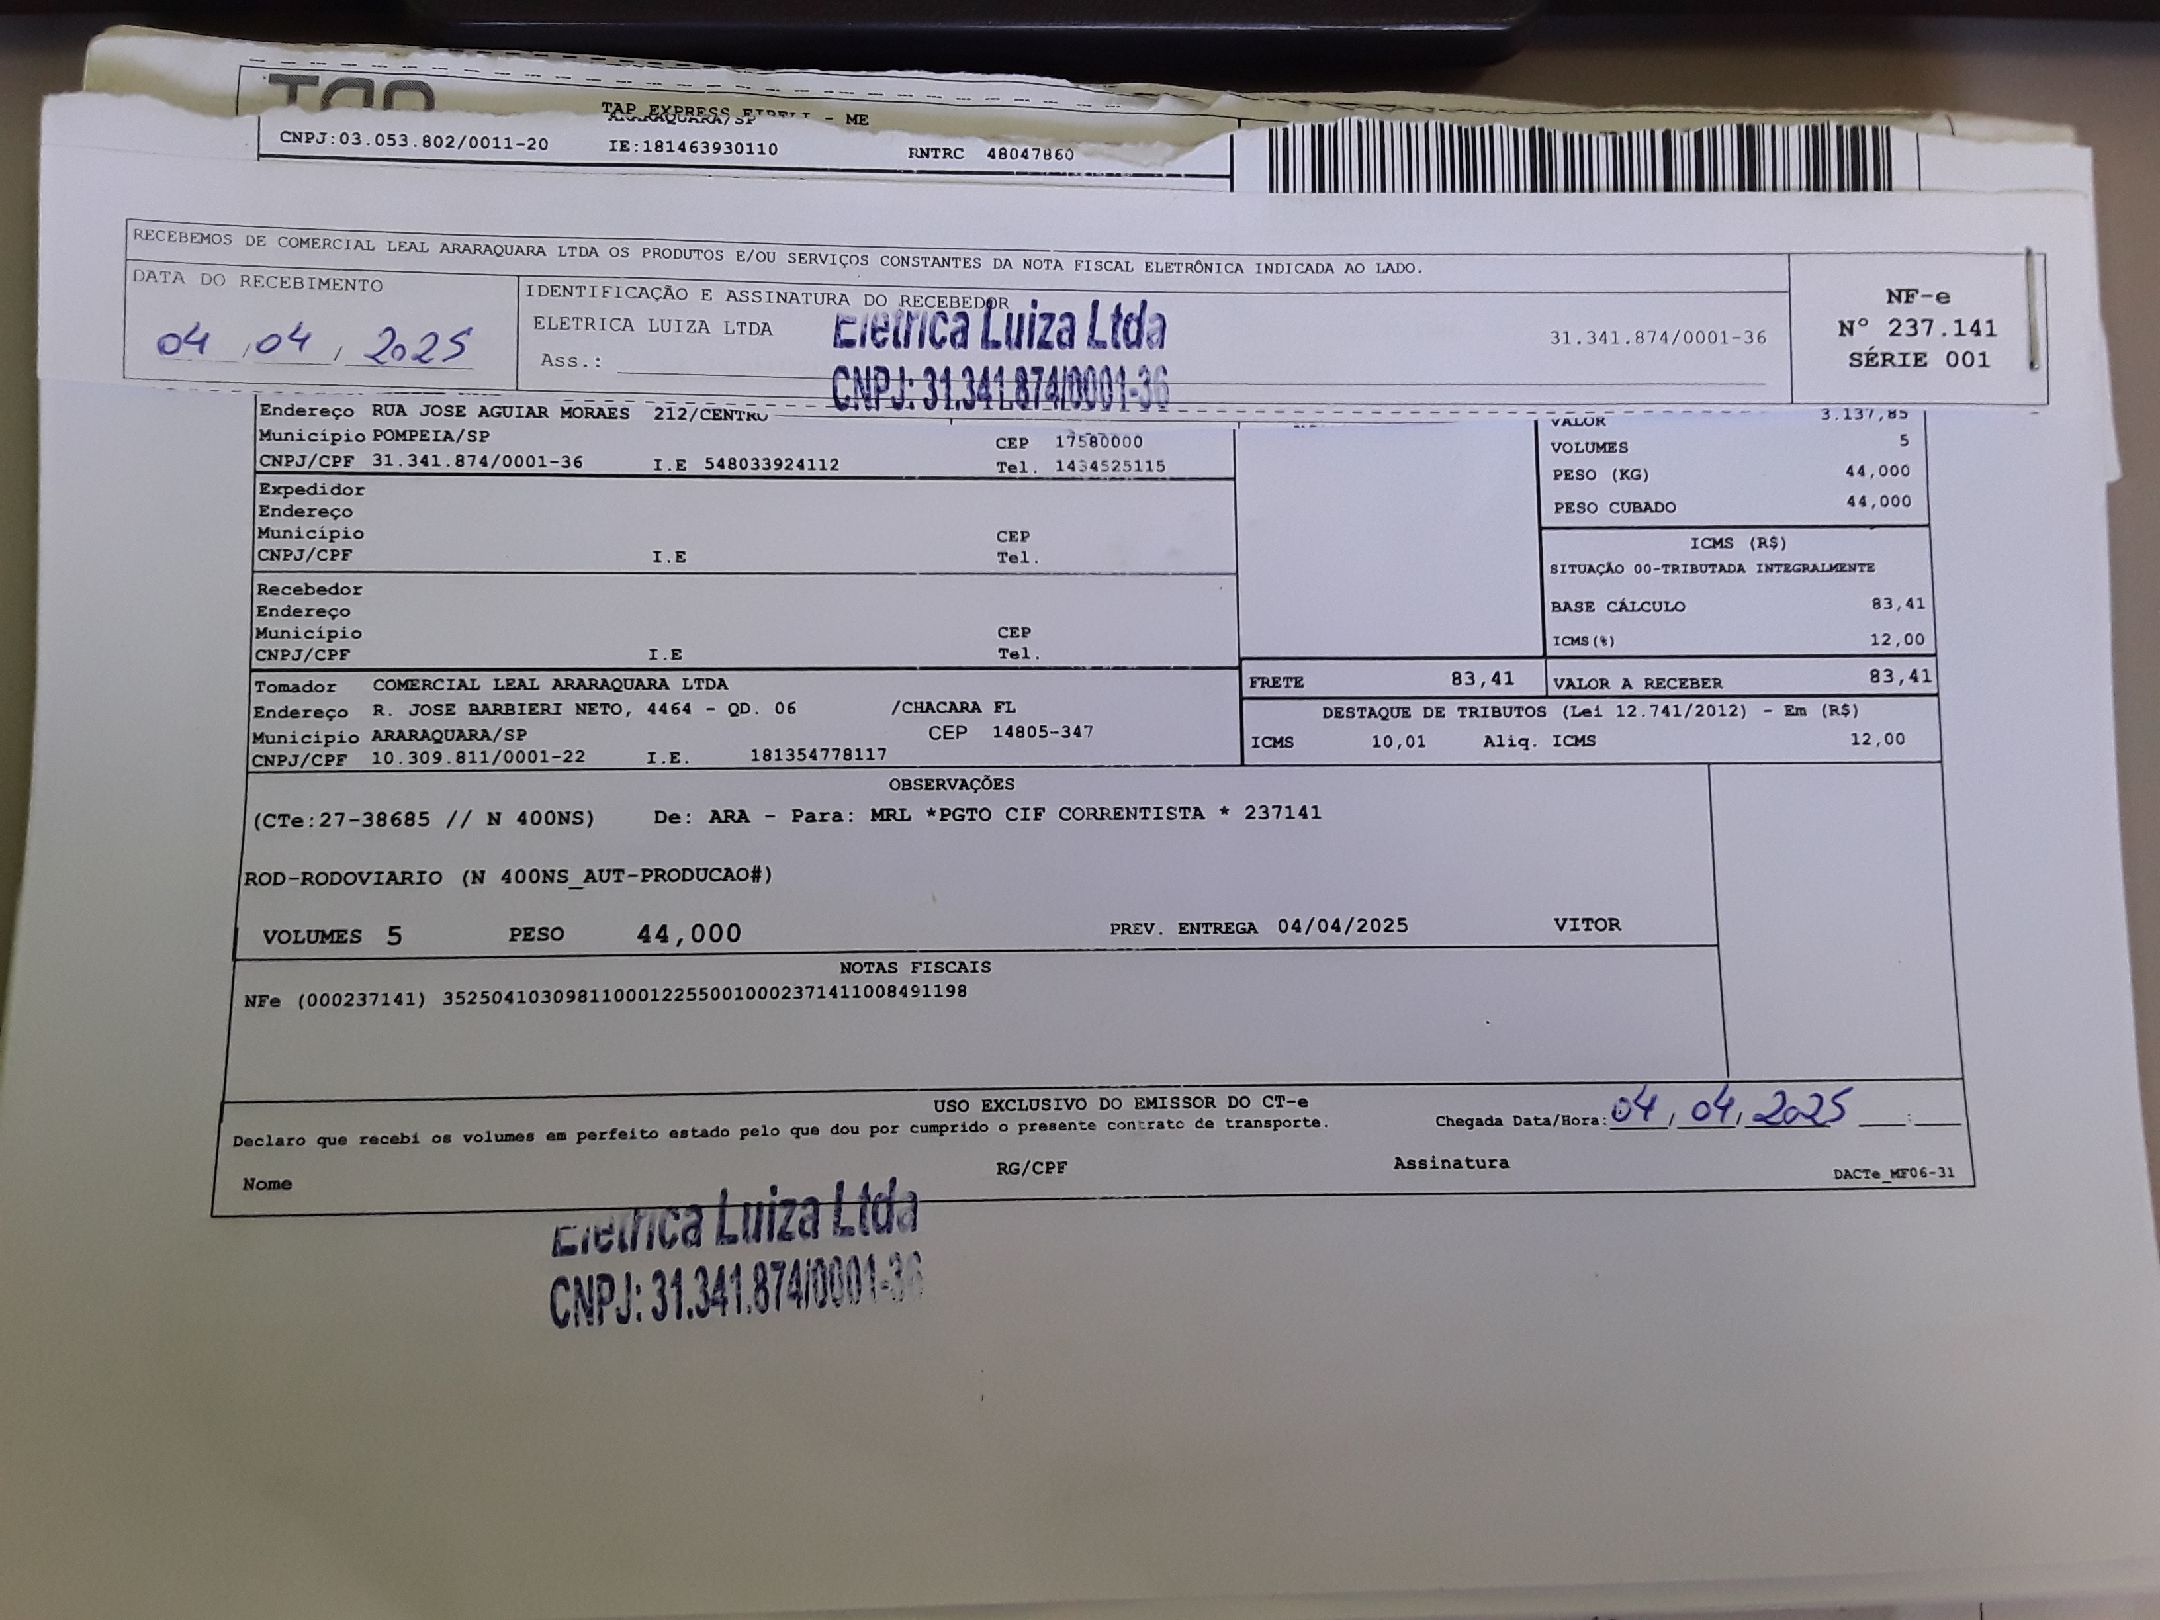 TAP EXPRESS EIRELI - ME
ARARAQUARA/SP
CNPJ:03.053.802/0011-20 IE:181463930110 RNTRC 48047860
RECEBEMOS DE COMERCIAL LEAL ARARAQUARA LTDA OS PRODUTOS E/OU SERVIÇOS CONSTANTES DA NOTA FISCAL ELETRÔNICA INDICADA AO LADO.
DATA DO RECEBIMENTO
04 / 04 / 2025
IDENTIFICAÇÃO E ASSINATURA DO RECEBEDOR
ELETRICA LUIZA LTDA 31.341.874/0001-36
Ass.:
Eletrica Luiza Ltda
CNPJ: 31.341.874/0001-36
NF-e
Nº 237.141
SÉRIE 001
Endereço RUA JOSE AGUIAR MORAES 212/CENTRO
Município POMPEIA/SP CEP 17580000
CNPJ/CPF 31.341.874/0001-36 I.E 548033924112 Tel. 1434525115
VALOR 3.137,85
VOLUMES 5
PESO (KG) 44,000
PESO CUBADO 44,000
Expedidor
Endereço
Município CEP
CNPJ/CPF I.E Tel.
ICMS (R$)
SITUAÇÃO 00-TRIBUTADA INTEGRALMENTE
BASE CÁLCULO 83,41
ICMS(%) 12,00
Recebedor
Endereço
Município CEP
CNPJ/CPF I.E Tel.
Tomador COMERCIAL LEAL ARARAQUARA LTDA
Endereço R. JOSE BARBIERI NETO, 4464 - QD. 06 /CHACARA FL
Municipio ARARAQUARA/SP CEP 14805-347
CNPJ/CPF 10.309.811/0001-22 I.E. 181354778117
FRETE 83,41 VALOR A RECEBER 83,41
DESTAQUE DE TRIBUTOS (Lei 12.741/2012) - Em (R$)
ICMS 10,01 Aliq. ICMS 12,00
OBSERVAÇÕES
(CTe:27-38685 // N 400NS) De: ARA - Para: MRL *PGTO CIF CORRENTISTA * 237141
ROD-RODOVIARIO (N 400NS_AUT-PRODUCAO#)
VOLUMES 5 PESO 44,000 PREV. ENTREGA 04/04/2025 VITOR
NOTAS FISCAIS
NFe (000237141) 35250410309811000122550010002371411008491198
USO EXCLUSIVO DO EMISSOR DO CT-e
Declaro que recebi os volumes em perfeito estado pelo que dou por cumprido o presente contrato de transporte. Chegada Data/Hora: 04 / 04 / 2025 :
Nome RG/CPF Assinatura DACTe_MF06-31
Eletrica Luiza Ltda
CNPJ: 31.341.874/0001-36